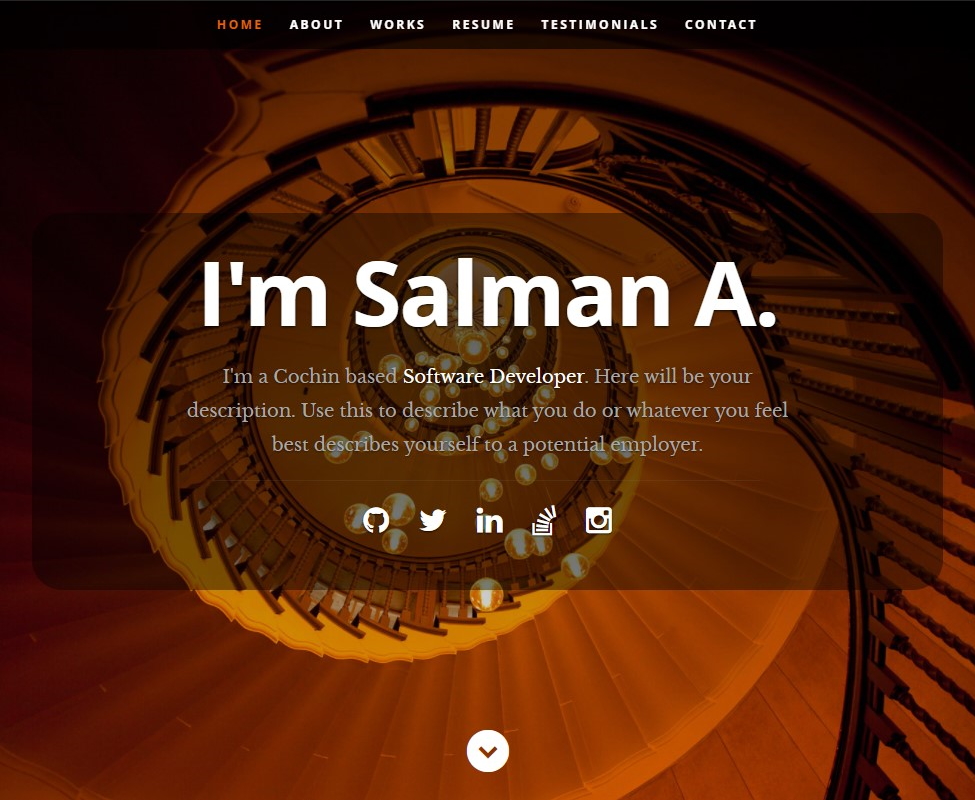 HOME ABOUT WORKS RESUME TESTIMONIALS CONTACT
I'm Salman A.
I'm a Cochin based Software Developer. Here will be your
description. Use this to describe what you do or whatever you feel
best describes yourself to a potential employer.
in